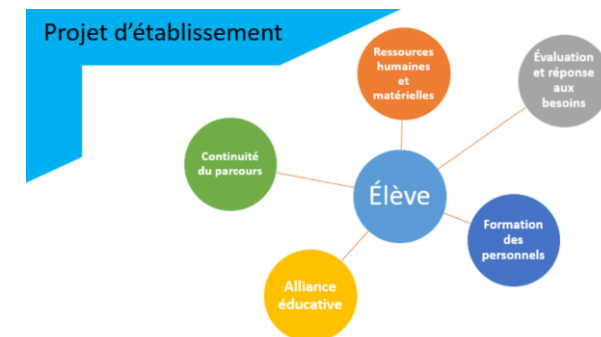 Projet d'établissement
Ressources
humaines
et
matérielles
Évaluation
et réponse
aux
besoins
Continuité
du parcours
Élève
Formation
des
personnels
Alliance
éducative